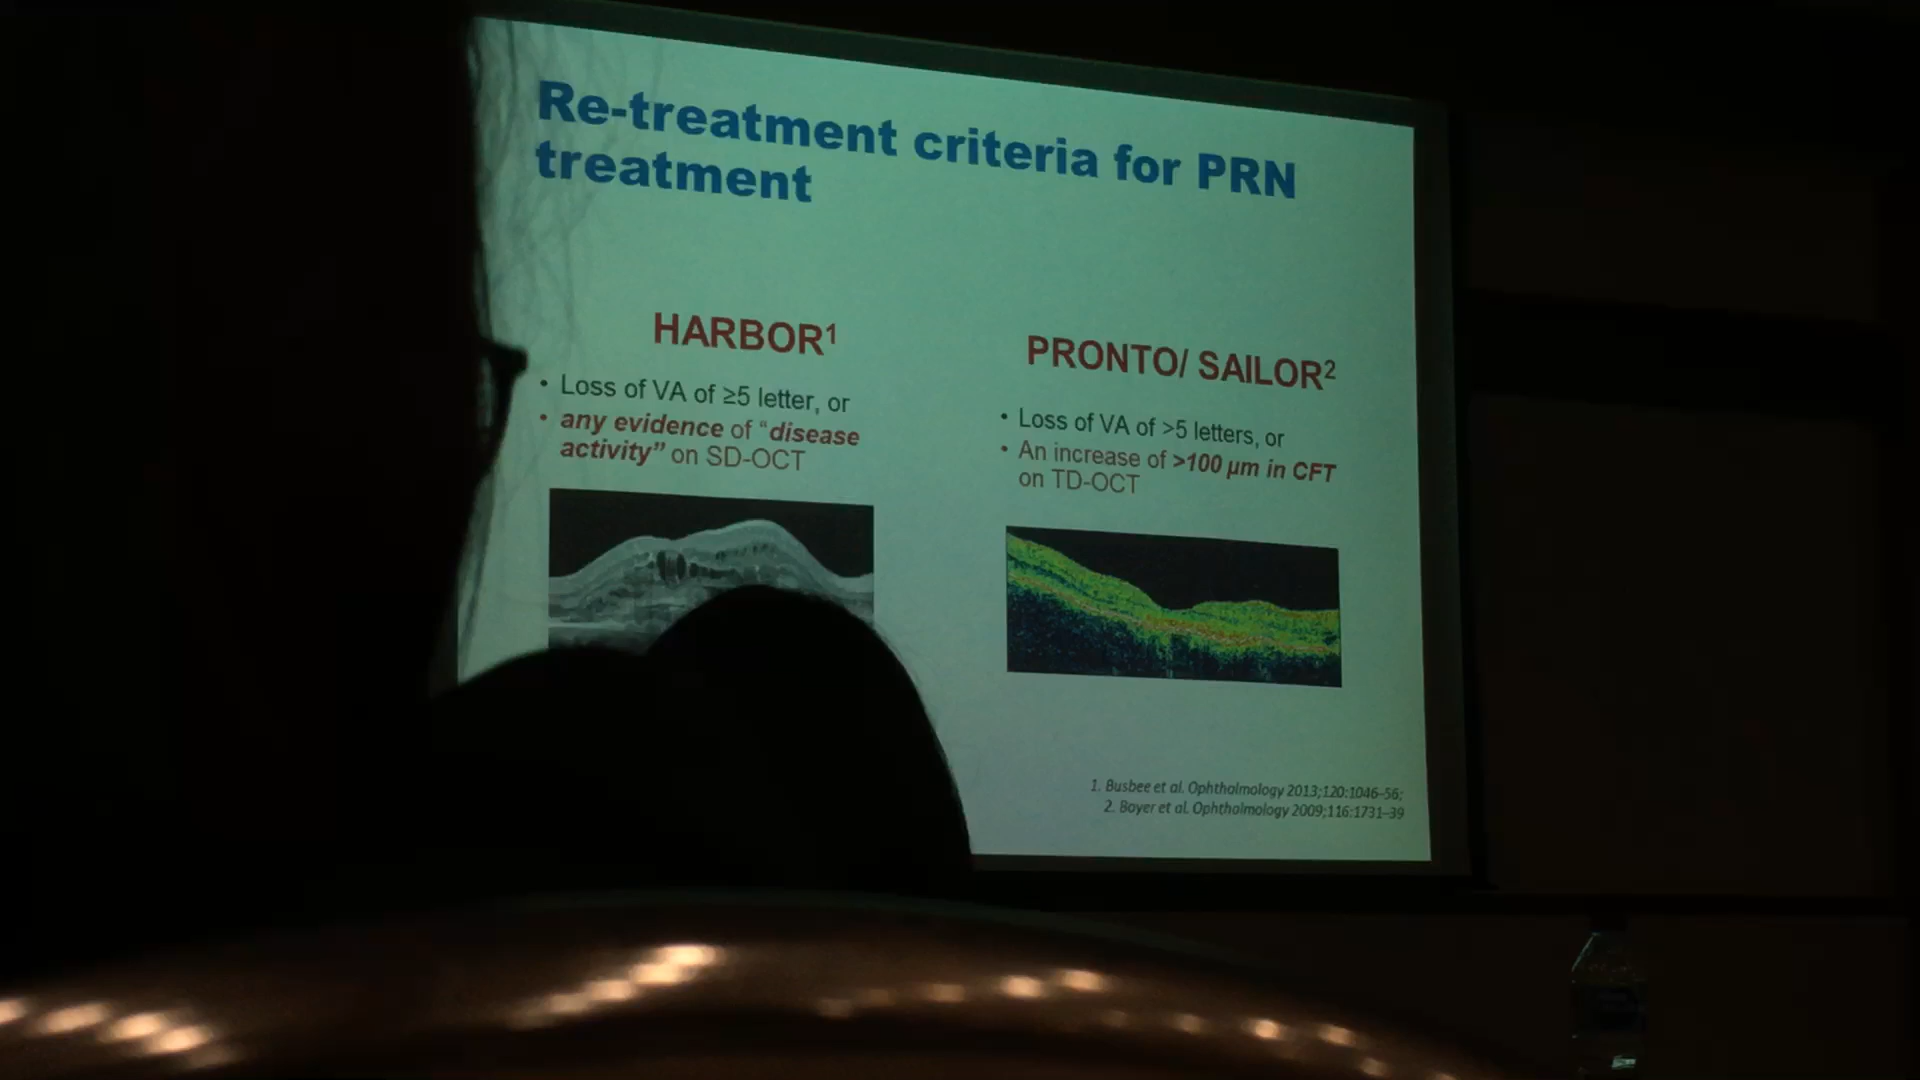 Re-treatment criteria for PRN
treatment
HARBOR¹
• Loss of VA of ≥5 letter, or
• any evidence of “disease
activity” on SD-OCT
PRONTO/ SAILOR²
• Loss of VA of >5 letters, or
• An increase of >100 µm in CFT
on TD-OCT
1. Busbee et al. Ophthalmology 2013;120:1046-56;
2. Boyer et al. Ophthalmology 2009;116:1731–39